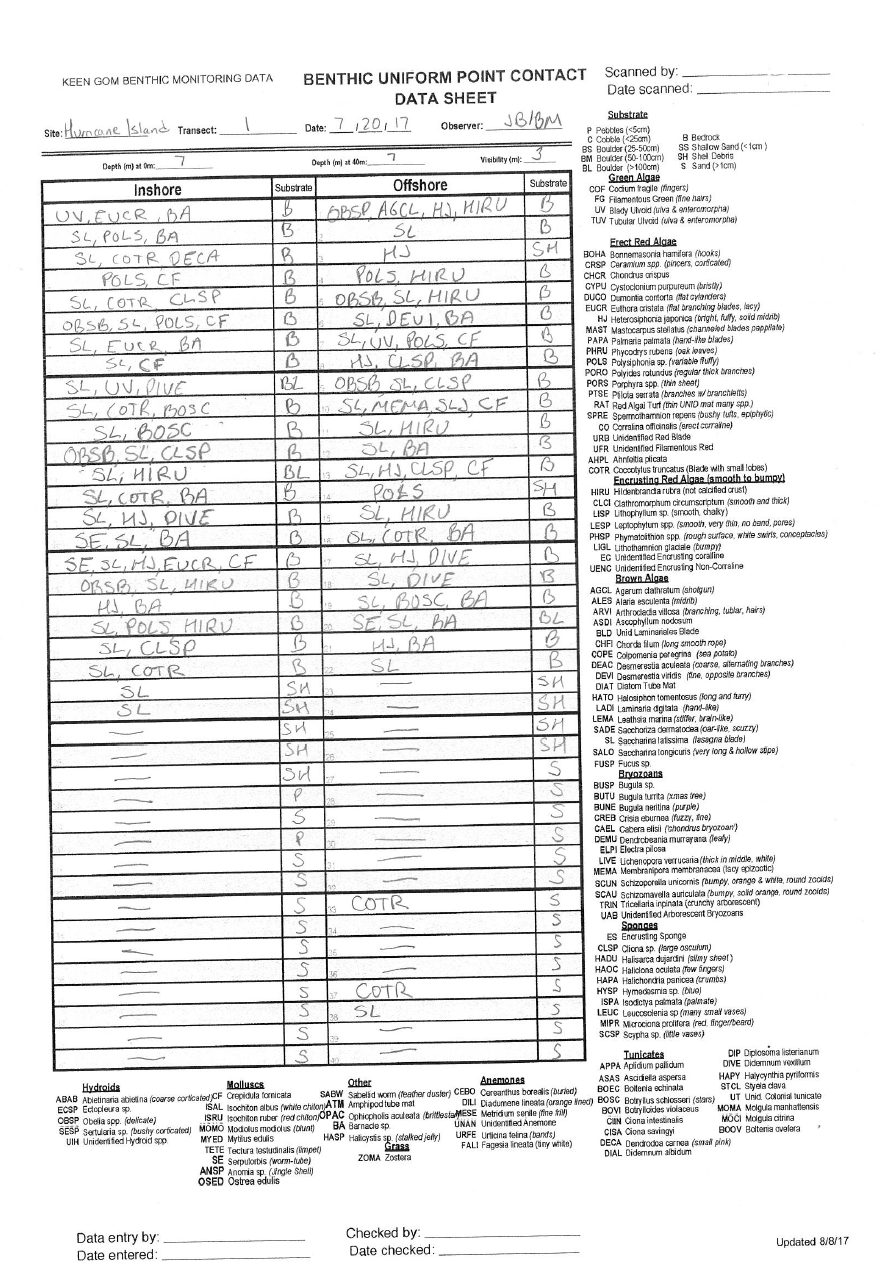 KEEN GOM BENTHIC MONITORING DATA
BENTHIC UNIFORM POINT CONTACT
DATA SHEET
Scanned by:
Date scanned:
Site: Hurricane Island Transect: 1 Date: 7/20/17 Observer: JB/BM
Depth (m) at 0m: 7 Depth (m) at 40m: 7 Visibility (m): 3
Inshore Substrate Offshore Substrate
UV, EUCR, BA B OBSP, AGCL, HJ, HIRU B
SL, POLS, BA B 2 SL B
SL, COTR DECA B 3 HJ SH
POLS, CF B 4 POLS, HIRU B
SL, COTR, CLSP B 5 OBSB, SL, HIRU B
OBSB, SL, POLS, CF B SL, DEVI, BA B
SL, EUCR, BA B SL, UV, POLS, CF B
SL, CF B HJ, CLSP, BA B
SL, UV, DIVE BL OBSB SL, CLSP B
SL, COTR, BOSC B 10 SL, MEMA, SLJ, CF B
SL, BOSC B 11 SL, HIRU B
OBSB, SL, CLSP B 12 SL, BA B
SL, HIRU BL 13 SL, HJ, CLSP, CF B
SL, COTR, BA B 14 POLS SH
SL, HJ, DIVE B 15 SL, HIRU B
SE, SL, BA B 16 SL, COTR, BA B
SE, SL, HJ, EUCR, CF B 17 SL, HJ, DIVE B
OBSB, SL, HIRU B 18 SL, DIVE B
HJ, BA B 19 SL, BOSC, BA B
SL, POLS HIRU B 20 SE, SL, BA BL
SL, CLSP B 21 HJ, BA B
SL, COTR B 22 SL B
SL SH 23 — SH
SL SH 24 — SH
— SH 25 — SH
— SH 26 — SH
— SH 27 — S
— P 28 — S
— S 29 — S
— P 30 — S
— S 31 — S
— S 32 — S
— S 33 COTR S
— S 34 — S
— S 35 — S
— S 36 — S
— S 37 COTR S
— S 38 SL S
— S 39 — S
— S 40 — S
Substrate
P Pebbles (<5cm)
C Cobble (<25cm) B Bedrock
BS Boulder (25-50cm) SS Shallow Sand (<1cm )
BM Boulder (50-100cm) SH Shell Debris
BL Boulder (>100cm) S Sand (>1cm)
Green Algae
COF Codium fragile (fingers)
FG Filamentous Green (fine hairs)
UV Blady Ulvoid (ulva & enteromorpha)
TUV Tubular Ulvoid (ulva & enteromorpha)
Erect Red Algae
BOHA Bonnemasonia hamifera (hooks)
CRSP Ceramium spp. (pincers, corticated)
CHCR Chondrus crispus
CYPU Cystoclonium purpureum (bristly)
DUCO Dumontia contorta (flat cylanders)
EUCR Euthora cristata (flat branching blades, lacy)
HJ Heterosiphonia japonica (bright, fluffy, solid midrib)
MAST Mastocarpus stellatus (channeled blades pappilate)
PAPA Palmaria palmata (hand-like blades)
PHRU Phycodrys rubens (oak leaves)
POLS Polysiphonia sp. (variable fluffy)
PORO Polyides rotundus (regular thick branches)
PORS Porphyra spp. (thin sheet)
PTSE Ptilota serrata (branches w/ branchletts)
RAT Red Algal Turf (thin UNID mat many spp.)
SPRE Spermothamnion repens (bushy tufts, epiphytic)
CO Corralina officinalis (erect corraline)
URB Unidentified Red Blade
UFR Unidentified Filamentous Red
AHPL Ahnfeltia plicata
COTR Coccotylus truncatus (Blade with small lobes)
Encrusting Red Algae (smooth to bumpy)
HIRU Hildenbrandia rubra (not calcified crust)
CLCI Clathromorphum circumscriptum (smooth and thick)
LISP Lithophyllum sp. (smooth, chalky)
LESP Leptophytum spp. (smooth, very thin, no band, pores)
PHSP Phymatolithon spp. (rough surface, white swirls, conceptacles)
LIGL Lithothamnion glaciale (bumpy)
EC Unidentified Encrusting coralline
UENC Unidentified Encrusting Non-Corraline
Brown Algae
AGCL Agarum clathratum (shotgun)
ALES Alaria esculenta (midrib)
ARVI Arthrocladia villosa (branching, tublar, hairs)
ASDI Ascophyllum nodosum
BLD Unid Laminariales Blade
CHFI Chorda filum (long smooth rope)
COPE Colpomenia peregrina (sea potato)
DEAC Desmerestia aculeata (coarse, alternating branches)
DEVI Desmerestia viridis (fine, opposite branches)
DIAT Diatom Tube Mat
HATO Halosiphon tomentosus (long and furry)
LADI Laminaria digitata (hand-like)
LEMA Leathsia marina (stiffer, brain-like)
SADE Sacchoriza dermatodea (oar-like, scuzzy)
SL Saccharina latissima (lasagna blade)
SALO Saccharina longicuris (very long & hollow stipe)
FUSP Fucus sp.
Bryozoans
BUSP Bugula sp.
BUTU Bugula turrita (xmas tree)
BUNE Bugula neritina (purple)
CREB Crisia eburnea (fuzzy, fine)
CAEL Cabera ellisii ('chondrus bryozoan')
DEMU Dendrobeania murrayana (leafy)
ELPI Electra pilosa
LIVE Lichenopora verrucaria (thick in middle, white)
MEMA Membranipora membranacea (lacy epizootic)
SCUN Schizoporella unicornis (bumpy, orange & white, round zooids)
SCAU Schizomavella auriculata (bumpy, solid orange, round zooids)
TRIN Tricellaria inpinata (crunchy arborescent)
UAB Unidentified Arborescent Bryozoans
Sponges
ES Encrusting Sponge
CLSP Cliona sp. (large osculum)
HADU Halisarca dujardini (slimy sheet )
HAOC Haliclona oculata (few fingers)
HAPA Halichondria panicea (crumbs)
HYSP Hymedesmia sp. (blue)
ISPA Isodictya palmata (palmate)
LEUC Leucosolenia sp (many small vases)
MIPR Microciona prolifera (red, finger/beard)
SCSP Scypha sp. (little vases)
Tunicates
APPA Aplidium pallidum DIP Diplosoma listerianum
ASAS Ascidiella aspersa DIVE Didemnum vexillum
BOEC Boltenia echinata HAPY Halycynthia pyriformis
BOSC Botryllus schlosseri (stars) STCL Styela clava
BOVI Botrylloides violaceus UT Unid. Colonial tunicate
CIIN Ciona intestinalis MOMA Molgula manhattensis
CISA Ciona savingyi MOCI Molgula citrina
DECA Dendrodoa carnea (small pink) BOOV Boltenia ovefera
DIAL Didemnum albidum
Hydroids
ABAB Abietinaria abietina (coarse corticated)
ECSP Ectopleura sp.
OBSP Obelia spp. (delicate)
SESP Sertularia sp. (bushy corticated)
UIH Unidentified Hydroid spp.
Molluscs
CF Crepidula fornicata
ISAL Isochiton albus (white chiton)
ISRU Isochiton ruber (red chiton)
MOMO Modiolus modiolus (blunt)
MYED Mytilus edulis
TETE Tectura testudinalis (limpet)
SE Serpulorbis (worm-tube)
ANSP Anomia sp. (Jingle Shell)
OSED Ostrea edulis
Other
SABW Sabellid worm (feather duster)
ATM Amphipod tube mat
OPAC Ophiopholis aculeata (brittlestar)
BA Barnacle sp.
HASP Halicystis sp. (stalked jelly)
Grass
ZOMA Zostera
Anemones
CEBO Cereanthus borealis (buried)
DILI Diadumene lineata (orange lined)
MESE Metridium senile (fine frill)
UNAN Unidentified Anemone
URFE Urticina felina (bands)
FALI Fagesia lineata (tiny white)
Data entry by:
Date entered:
Checked by:
Date checked:
Updated 8/8/17